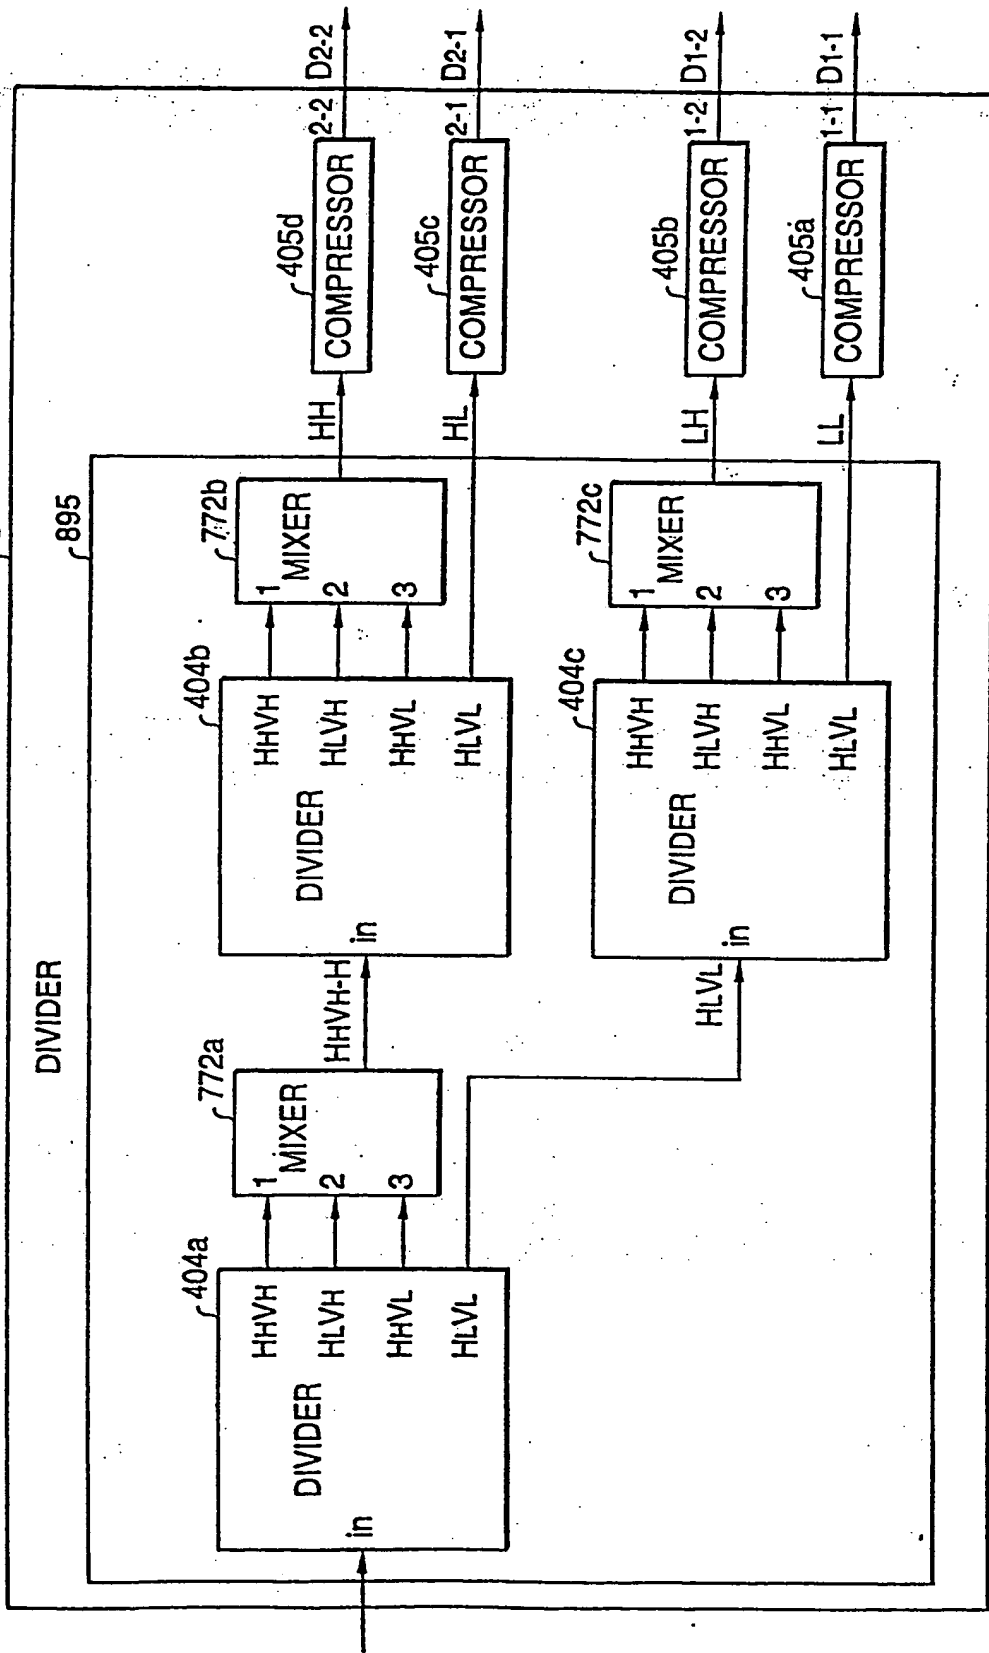 DIVIDER
895
404a
DIVIDER
in
HHVH
HLVH
HHVL
HLVL
772a
MIXER
1
2
3
HHVH-H
HLVL
404b
DIVIDER
in
HHVH
HLVH
HHVL
HLVL
772b
MIXER
1
2
3
404c
DIVIDER
in
HHVH
HLVH
HHVL
HLVL
772c
MIXER
1
2
3
HH
405d
COMPRESSOR
2-2 D2-2
HL
405c
COMPRESSOR
2-1 D2-1
LH
405b
COMPRESSOR
1-2 D1-2
LL
405a
COMPRESSOR
1-1 D1-1